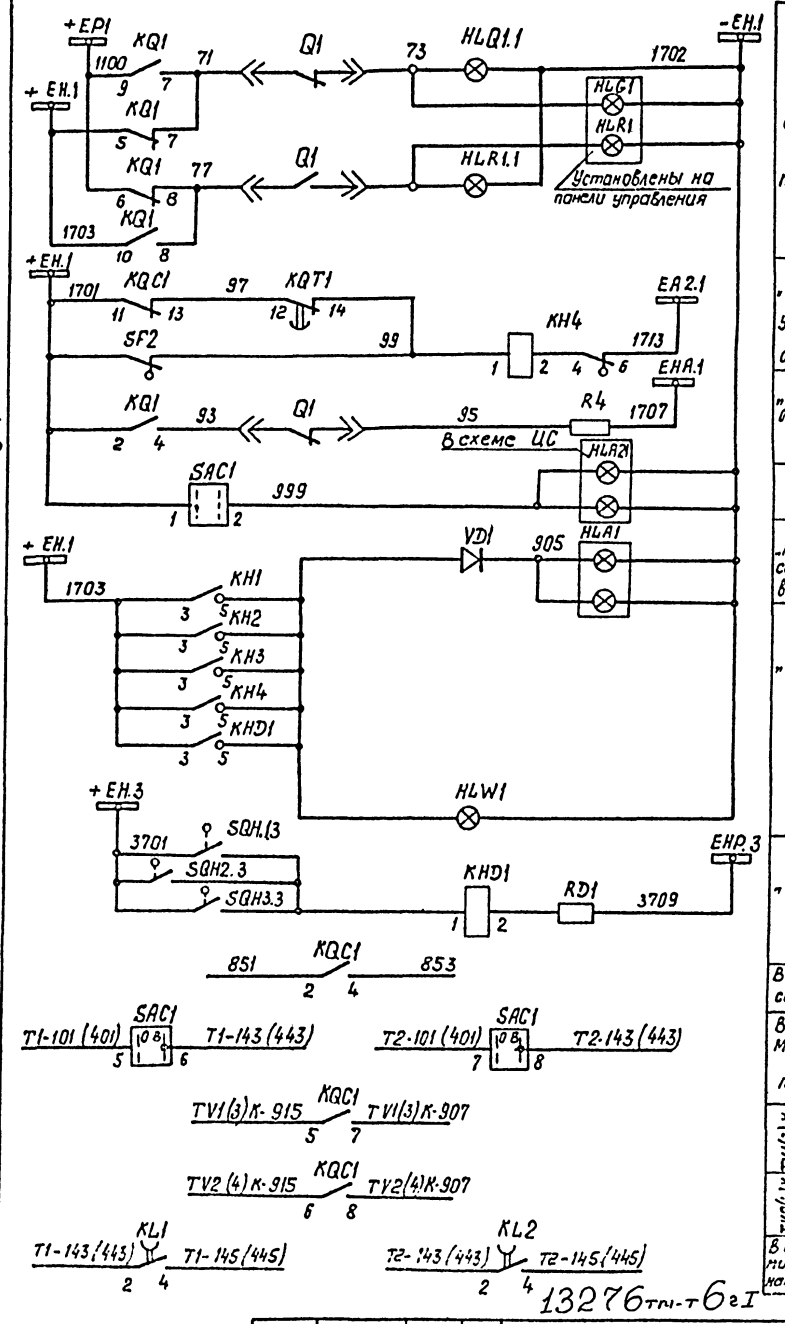 +EP1
-EH.1
KQ1
71
Q1
73
HLQ1.1
1702
1100
9
7
HLG1
+ EH.1
KQ1
5
7
HLR1
KQ1
77
Q1
HLR1.1
6
8
Установлены на
панели управления
KQ1
1703
10
8
+EH.1
1701
KQC1
97
KQT1
EA2.1
11
13
12
14
SF2
99
KH4
1713
1
2
4
6
EHA.1
KQ1
93
Q1
95
R4
1707
2
4
В схеме ЦС
HLA21
SAC1
999
1
2
+ EH.1
VD1
905
HLA1
1703
KH1
3
5
KH2
3
5
KH3
3
5
KH4
3
5
KHD1
3
5
+ EH.3
HLW1
3701
SQH.13
EHP.3
SQH2.3
KHD1
RD1
SQH3.3
1
2
3709
851
KQC1
853
2
4
SAC1
SAC1
T1-101 (401)
О В
T1-143 (443)
T2-101 (401)
О В
T2-143 (443)
5
6
7
8
TV1(3)K-915
KQC1
TV1(3)K-907
5
7
TV2 (4) K-915
KQC1
TV2(4)K-907
6
8
KL1
KL2
T1-143 (443)
T1-145(445)
T2-143 (443)
T2-145(445)
2
4
2
4
13276тм-т6 2I